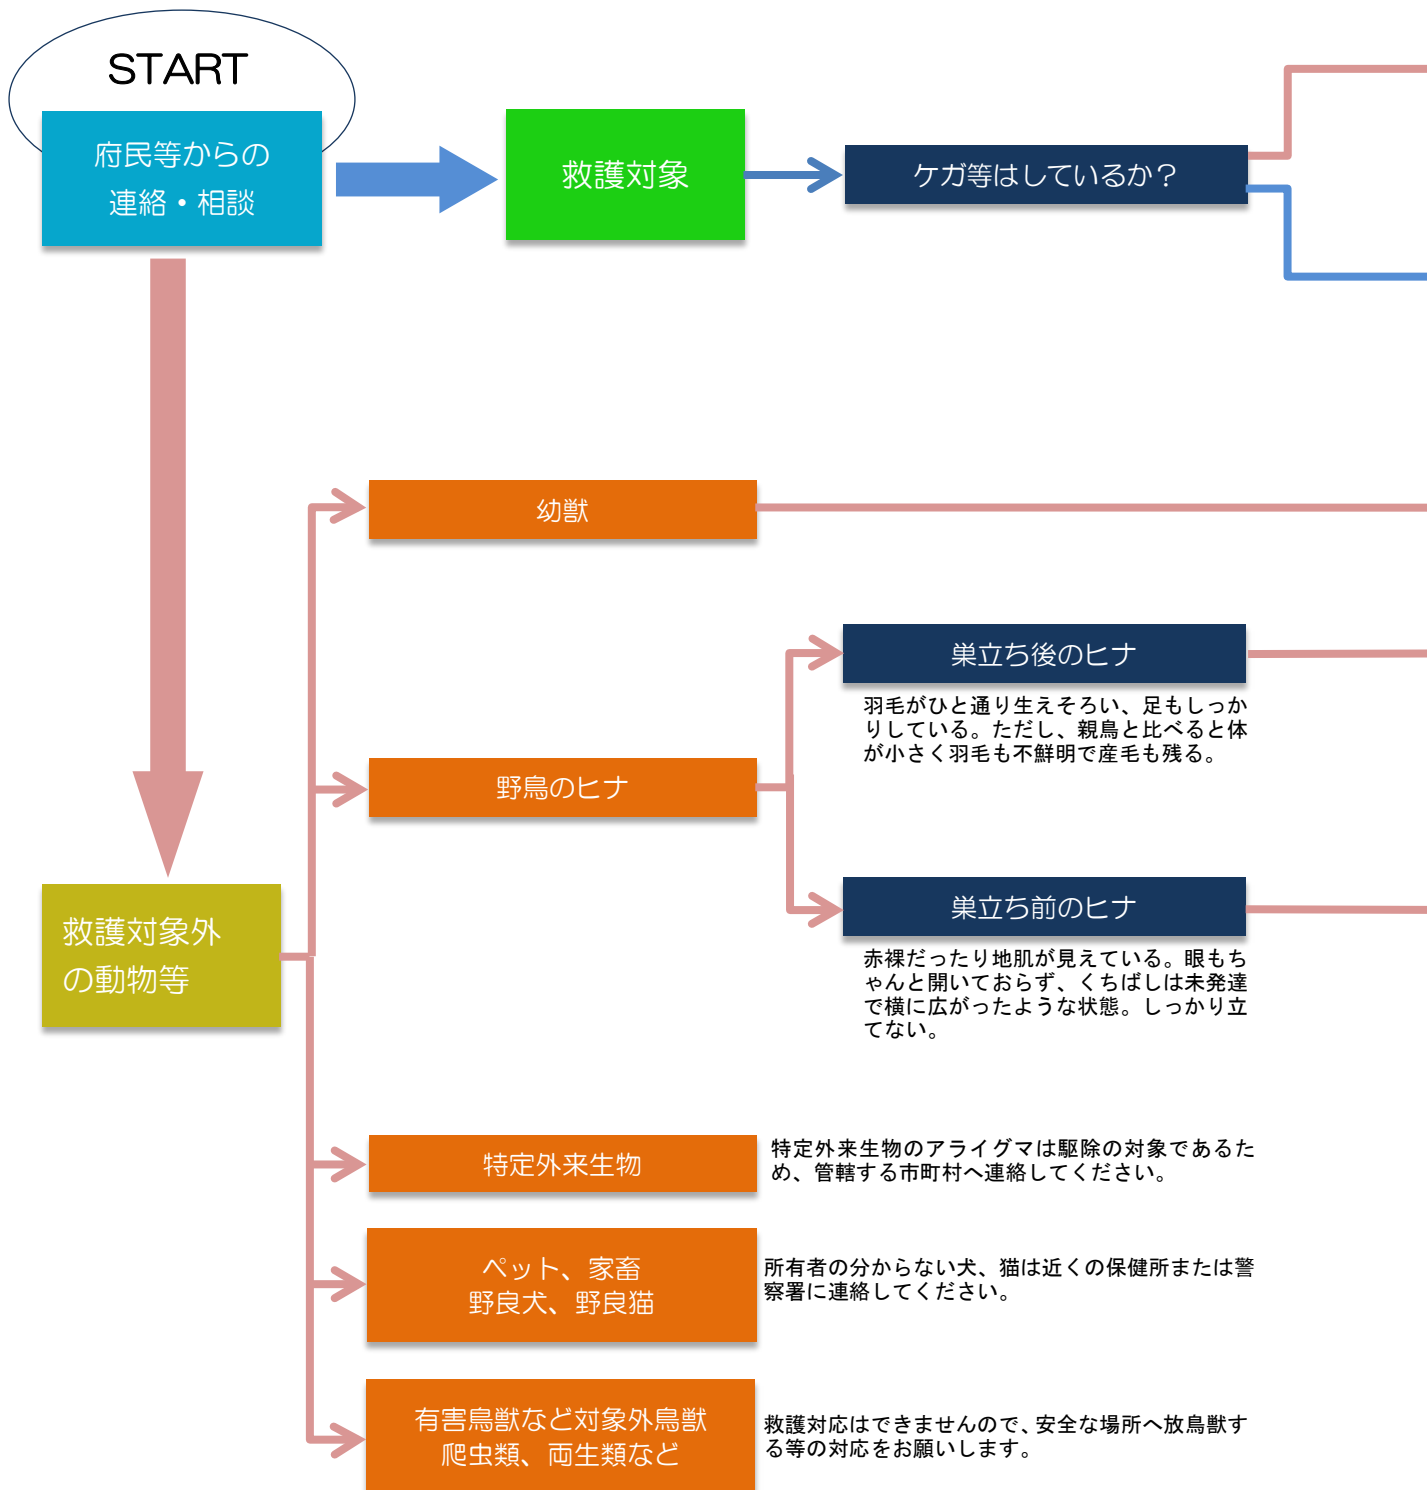 START
府民等からの
連絡・相談
救護対象
ケガ等はしているか？
幼獣
巣立ち後のヒナ
羽毛がひと通り生えそろい、足もしっか
りしている。ただし、親鳥と比べると体
が小さく羽毛も不鮮明で産毛も残る。
野鳥のヒナ
巣立ち前のヒナ
赤裸だったり地肌が見えている。眼もち
ゃんと開いておらず、くちばしは未発達
で横に広がったような状態。しっかり立
てない。
救護対象外
の動物等
特定外来生物
特定外来生物のアライグマは駆除の対象であるた
め、管轄する市町村へ連絡してください。
ペット、家畜
野良犬、野良猫
所有者の分からない犬、猫は近くの保健所または警
察署に連絡してください。
有害鳥獣など対象外鳥獣
爬虫類、両生類など
救護対応はできませんので、安全な場所へ放鳥獣す
る等の対応をお願いします。